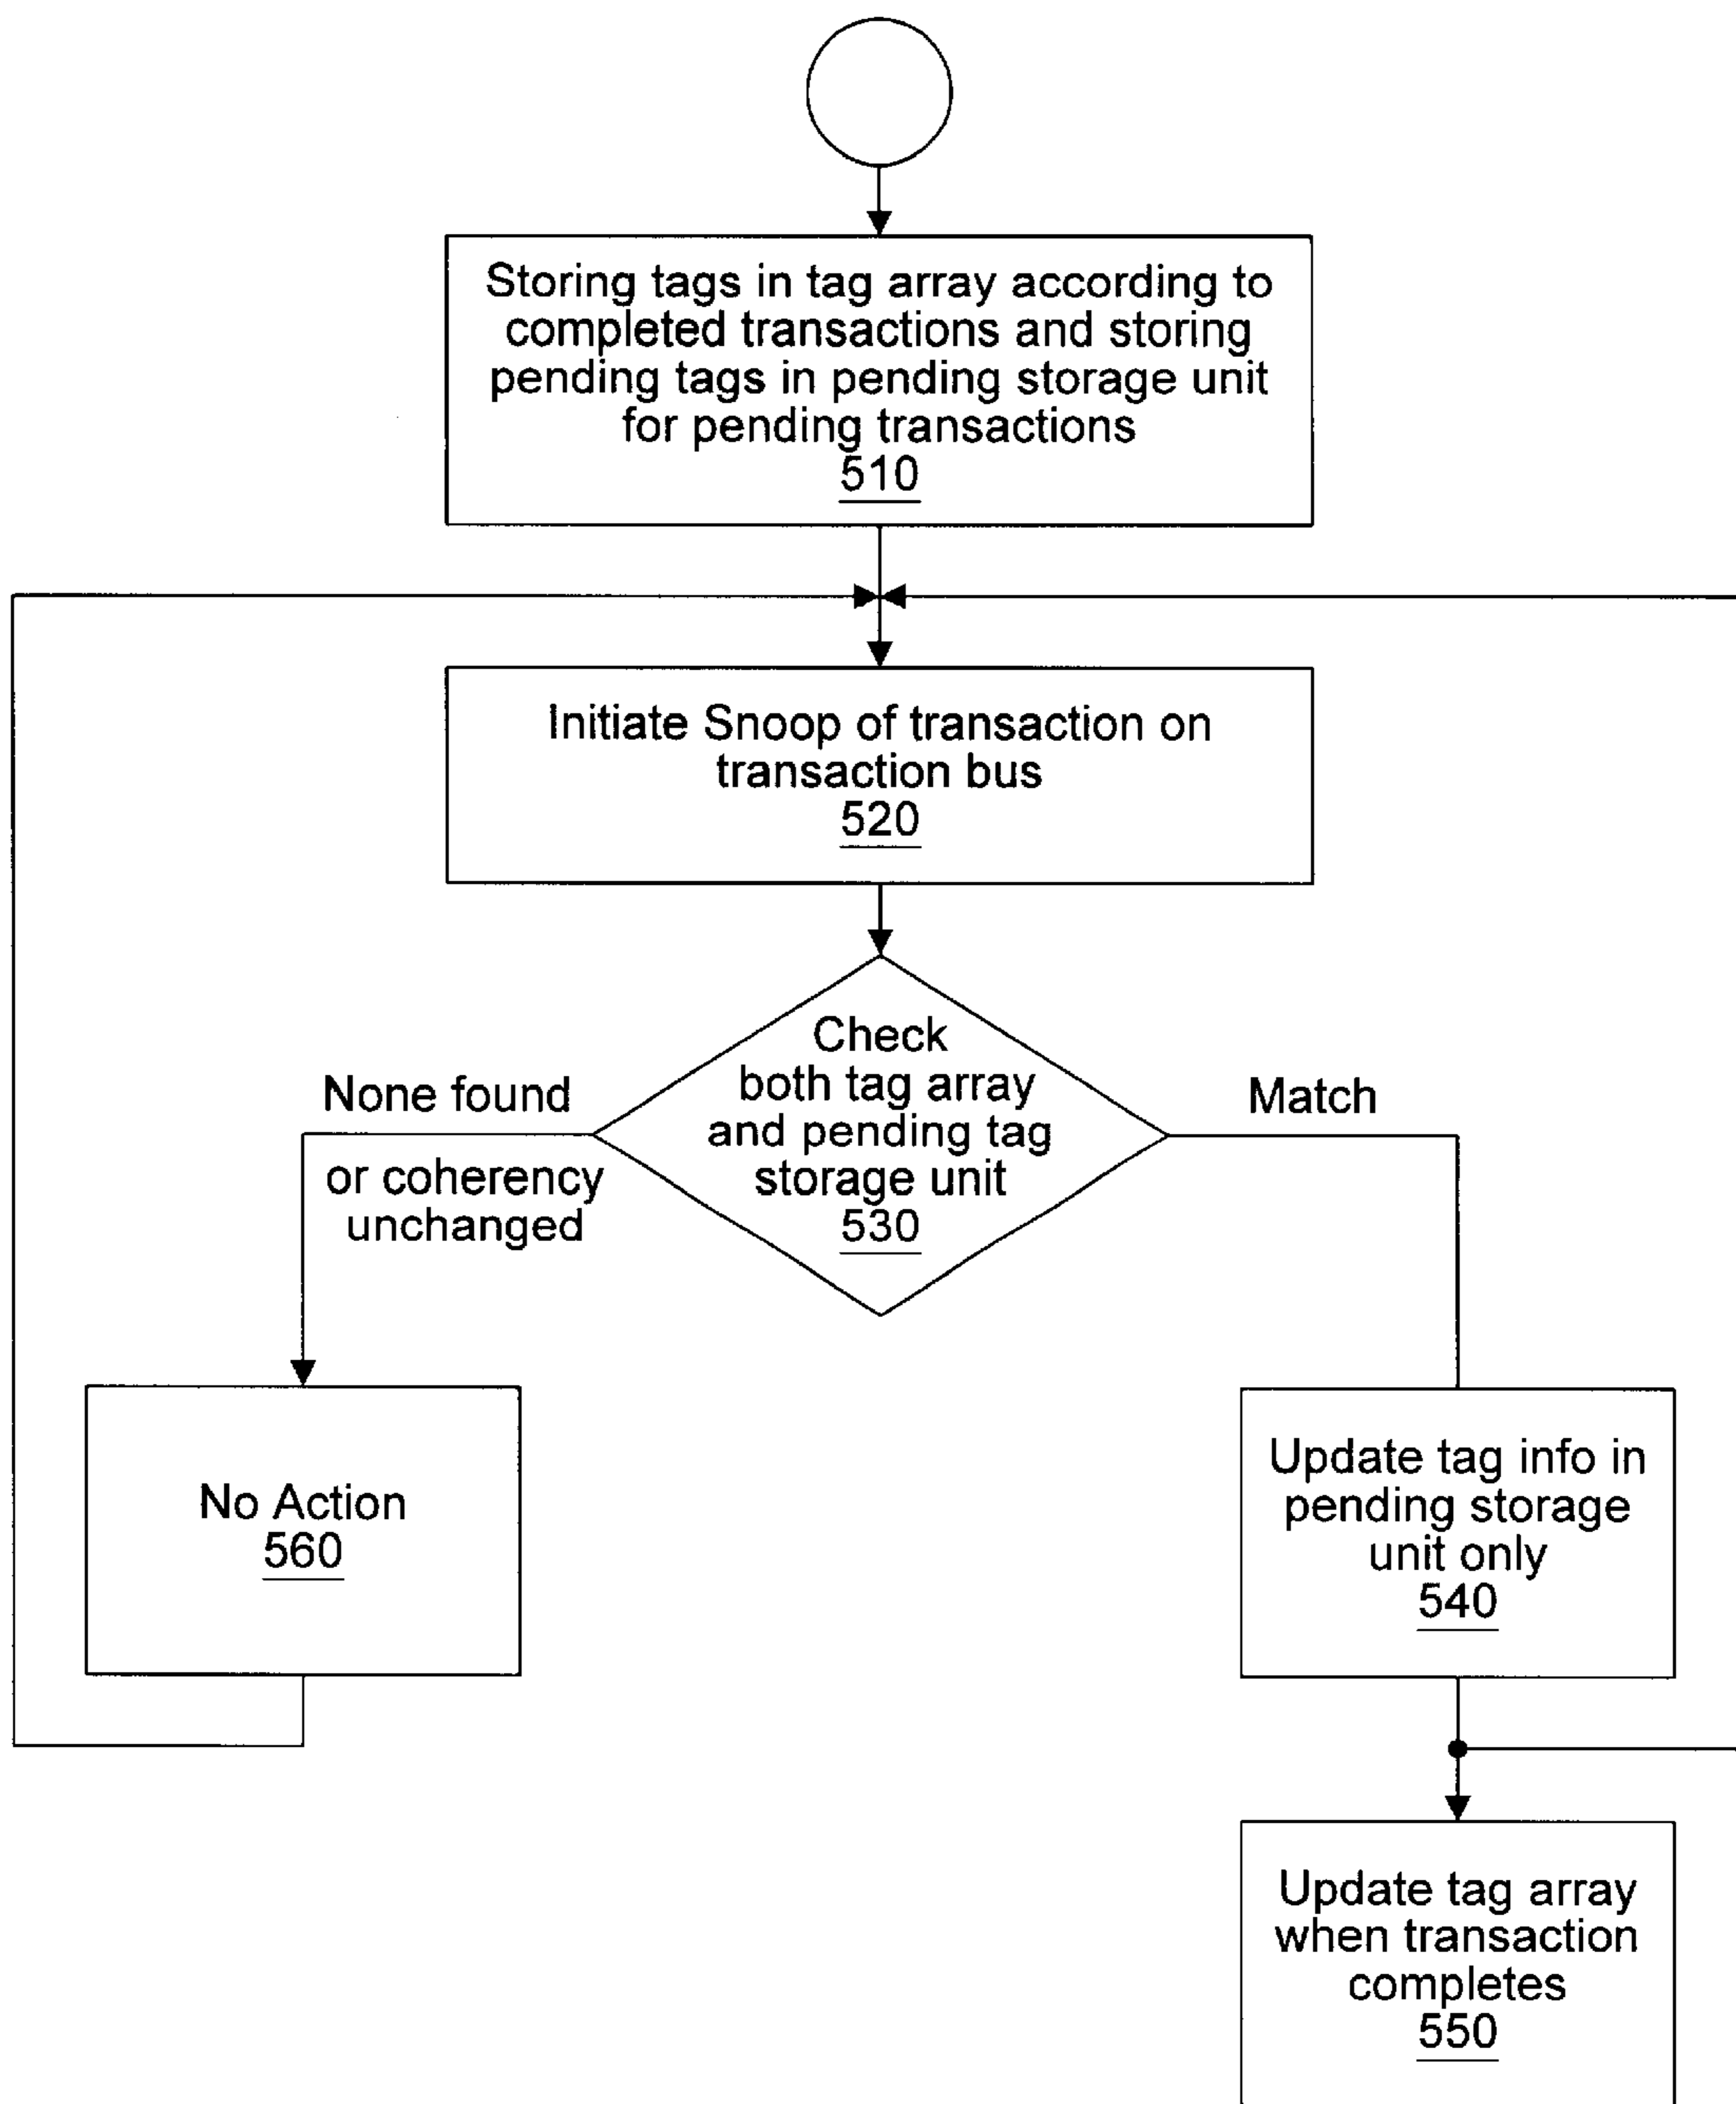 Storing tags in tag array according to
completed transactions and storing
pending tags in pending storage unit
for pending transactions
510
Initiate Snoop of transaction on
transaction bus
520
Check
both tag array
and pending tag
storage unit
530
None found
or coherency
unchanged
Match
No Action
560
Update tag info in
pending storage
unit only
540
Update tag array
when transaction
completes
550